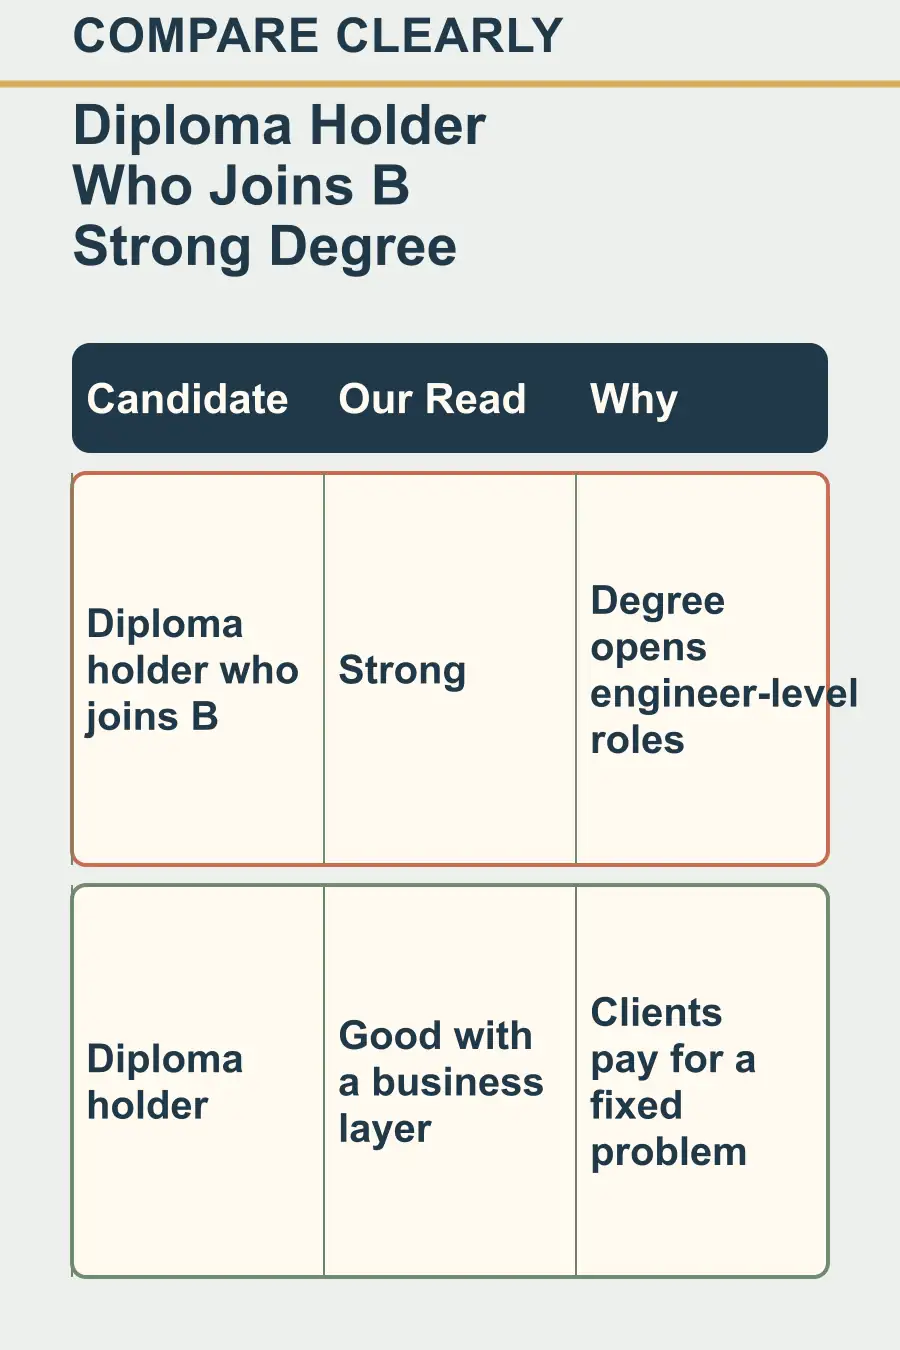 COMPARE CLEARLY
Diploma Holder
Who Joins B
Strong Degree
Candidate Our Read Why
Diploma
holder who
joins B
Strong
Degree
opens
engineer-level
roles
Diploma
holder
Good with
a business
layer
Clients
pay for a
fixed
problem